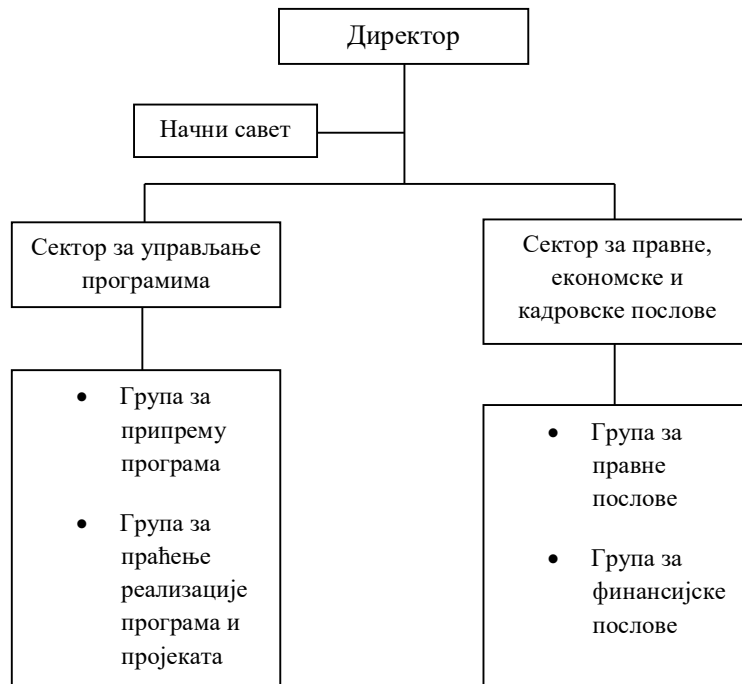 Директор
Начни савет
Сектор за управљање
програмима
Сектор за правне,
економске и
кадровске послове
• Група за
припрему
програма
• Група за
праћење
реализације
програма и
пројеката
• Група за
правне
послове
• Група за
финансијске
послове